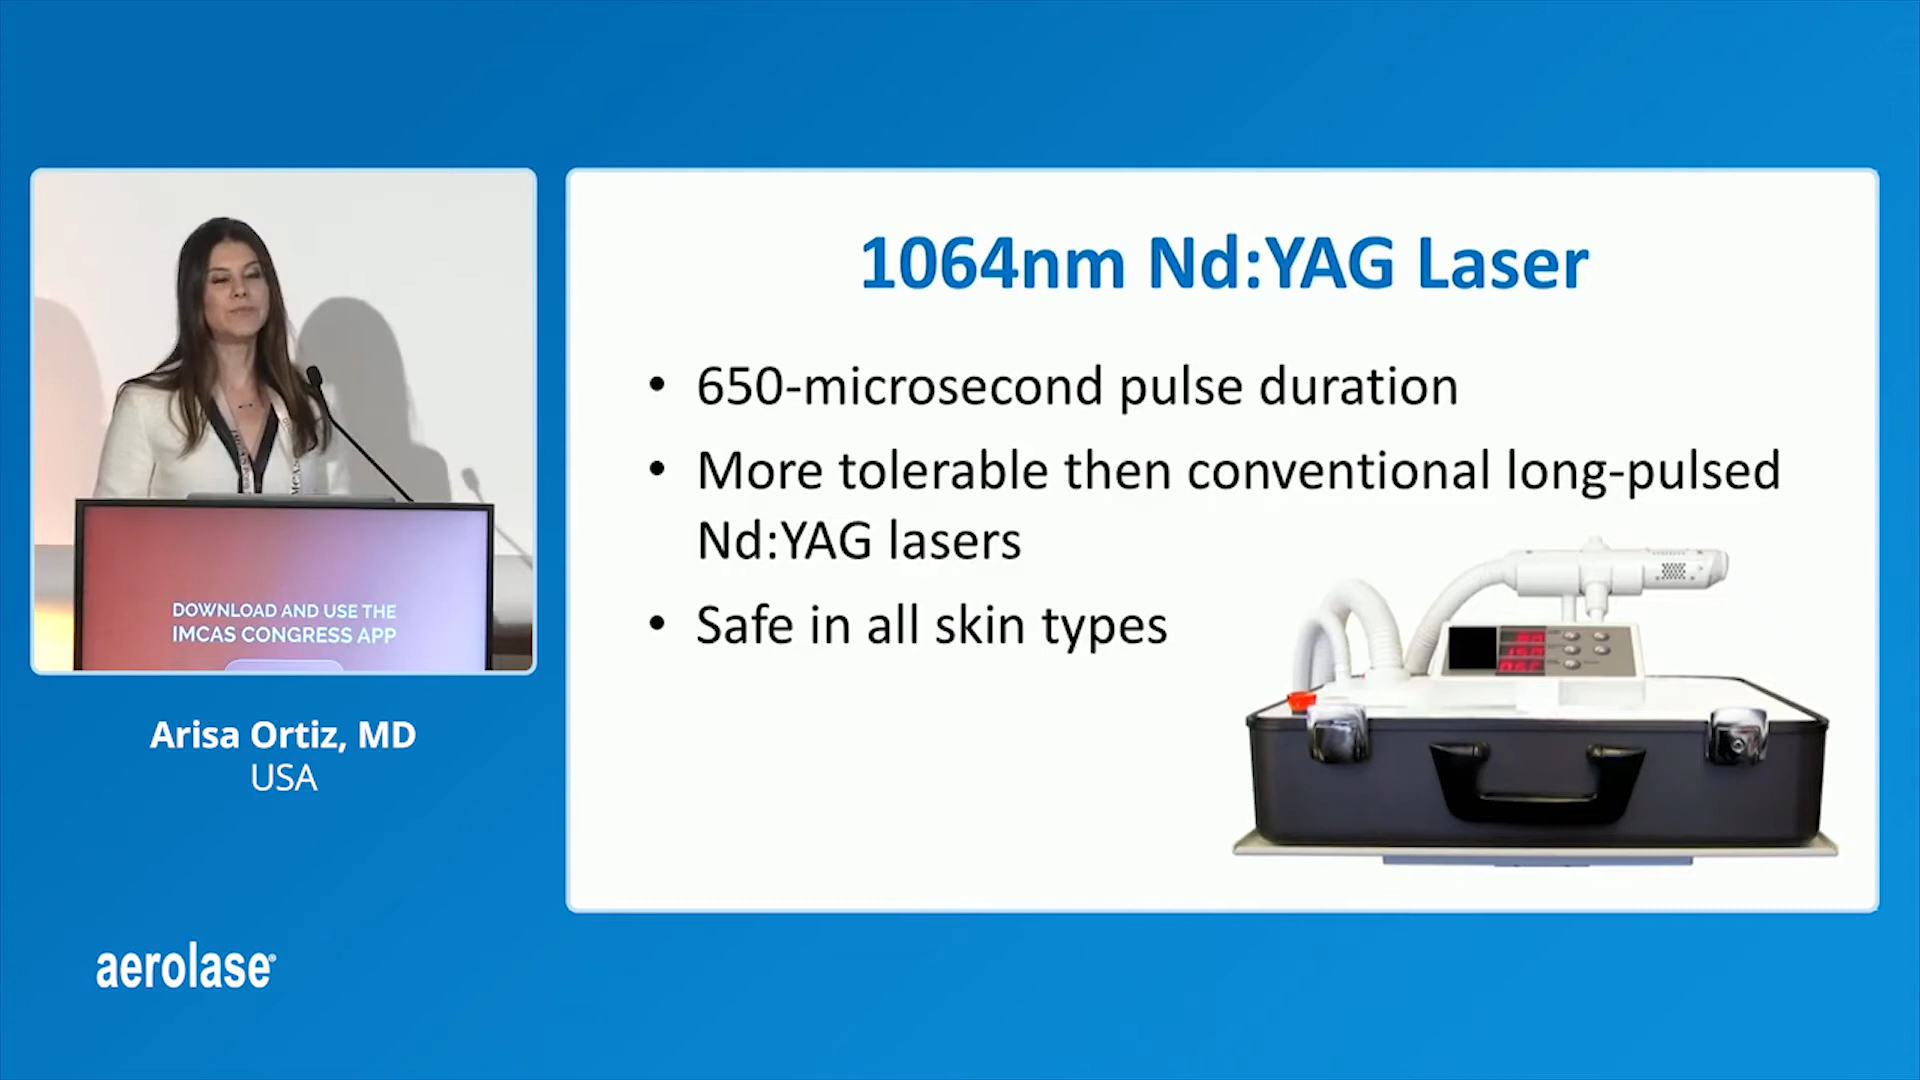 1064nm Nd:YAG Laser
• 650-microsecond pulse duration
• More tolerable then conventional long-pulsed
Nd:YAG lasers
• Safe in all skin types
DOWNLOAD AND USE THE
IMCAS CONGRESS APP
Arisa Ortiz, MD
USA
aerolase®